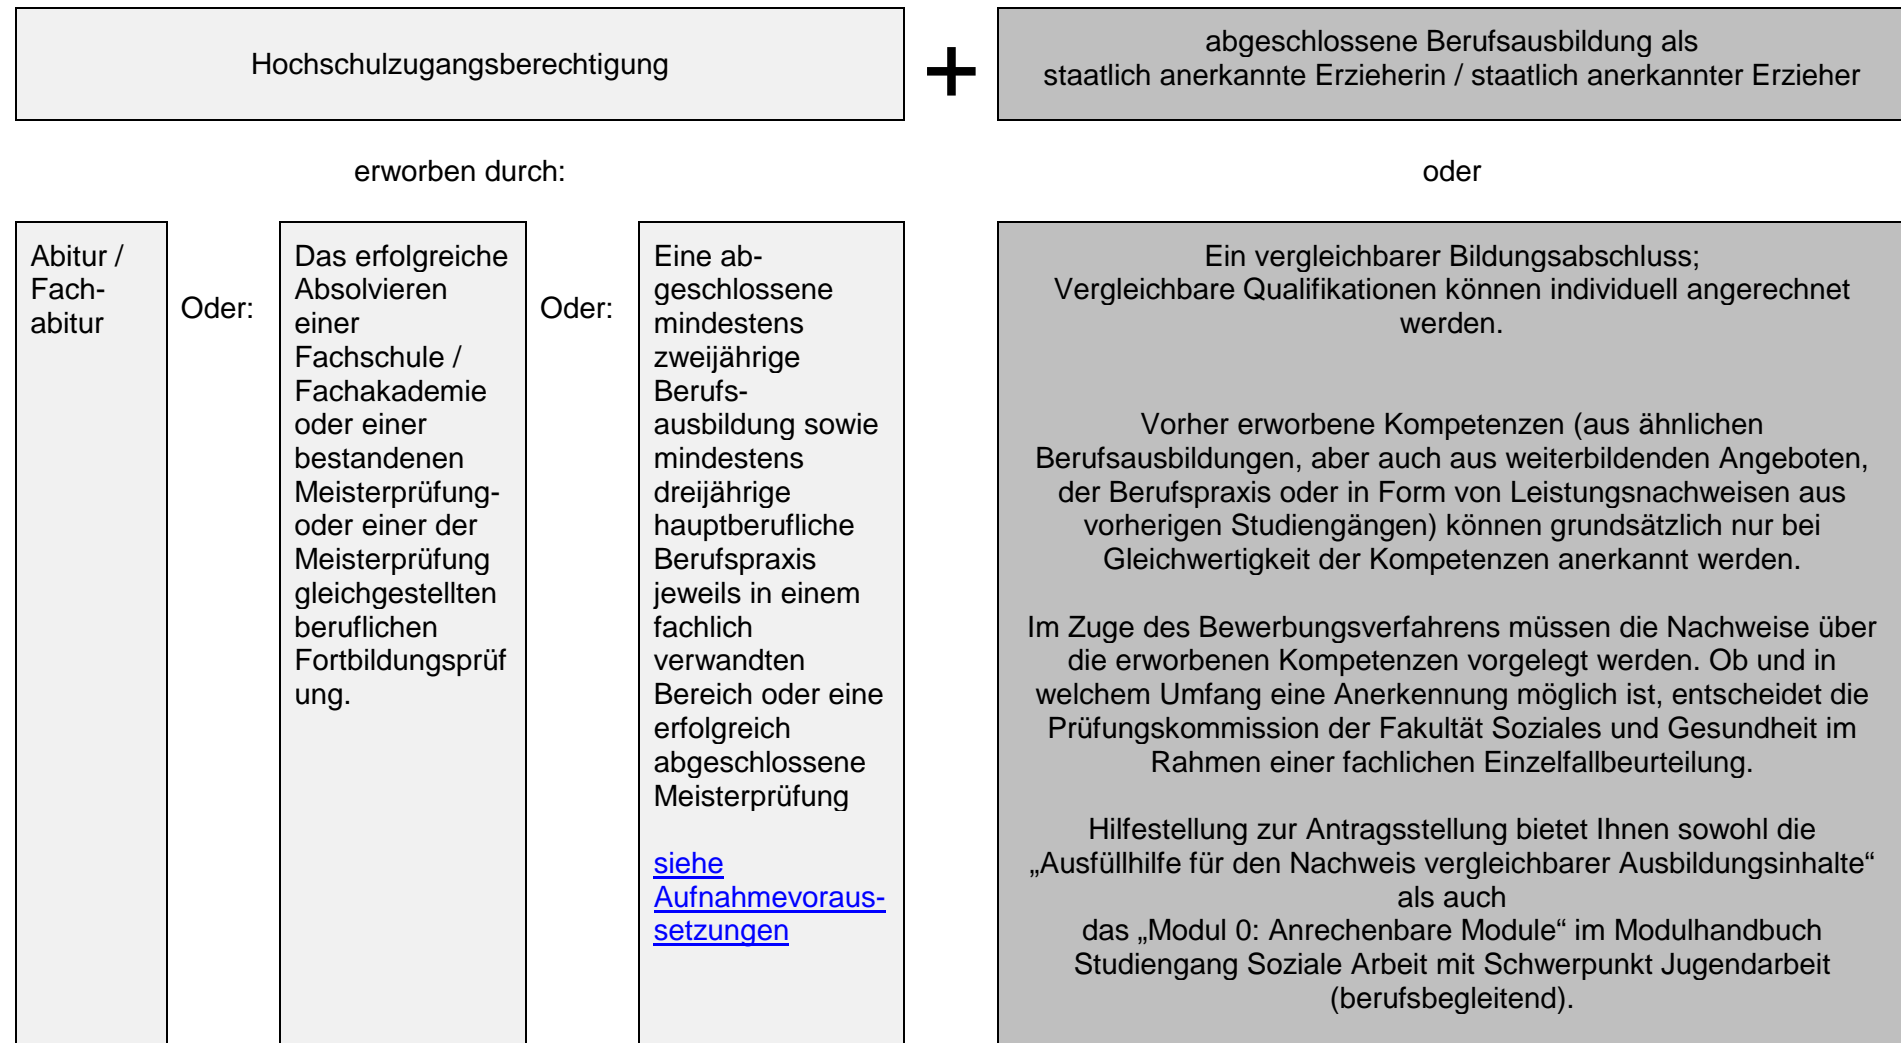 Hochschulzugangsberechtigung
+
abgeschlossene Berufsausbildung als
staatlich anerkannte Erzieherin / staatlich anerkannter Erzieher
erworben durch:
oder
Abitur /
Fach-
abitur
Oder:
Das erfolgreiche
Absolvieren
einer
Fachschule /
Fachakademie
oder einer
bestandenen
Meisterprüfung-
oder einer der
Meisterprüfung
gleichgestellten
beruflichen
Fortbildungsprüf
ung.
Oder:
Eine ab-
geschlossene
mindestens
zweijährige
Berufs-
ausbildung sowie
mindestens
dreijährige
hauptberufliche
Berufspraxis
jeweils in einem
fachlich
verwandten
Bereich oder eine
erfolgreich
abgeschlossene
Meisterprüfung
siehe
Aufnahmevoraus-
setzungen
Ein vergleichbarer Bildungsabschluss;
Vergleichbare Qualifikationen können individuell angerechnet
werden.
Vorher erworbene Kompetenzen (aus ähnlichen
Berufsausbildungen, aber auch aus weiterbildenden Angeboten,
der Berufspraxis oder in Form von Leistungsnachweisen aus
vorherigen Studiengängen) können grundsätzlich nur bei
Gleichwertigkeit der Kompetenzen anerkannt werden.
Im Zuge des Bewerbungsverfahrens müssen die Nachweise über
die erworbenen Kompetenzen vorgelegt werden. Ob und in
welchem Umfang eine Anerkennung möglich ist, entscheidet die
Prüfungskommission der Fakultät Soziales und Gesundheit im
Rahmen einer fachlichen Einzelfallbeurteilung.
Hilfestellung zur Antragsstellung bietet Ihnen sowohl die
„Ausfüllhilfe für den Nachweis vergleichbarer Ausbildungsinhalte“
als auch
das „Modul 0: Anrechenbare Module“ im Modulhandbuch
Studiengang Soziale Arbeit mit Schwerpunkt Jugendarbeit
(berufsbegleitend).